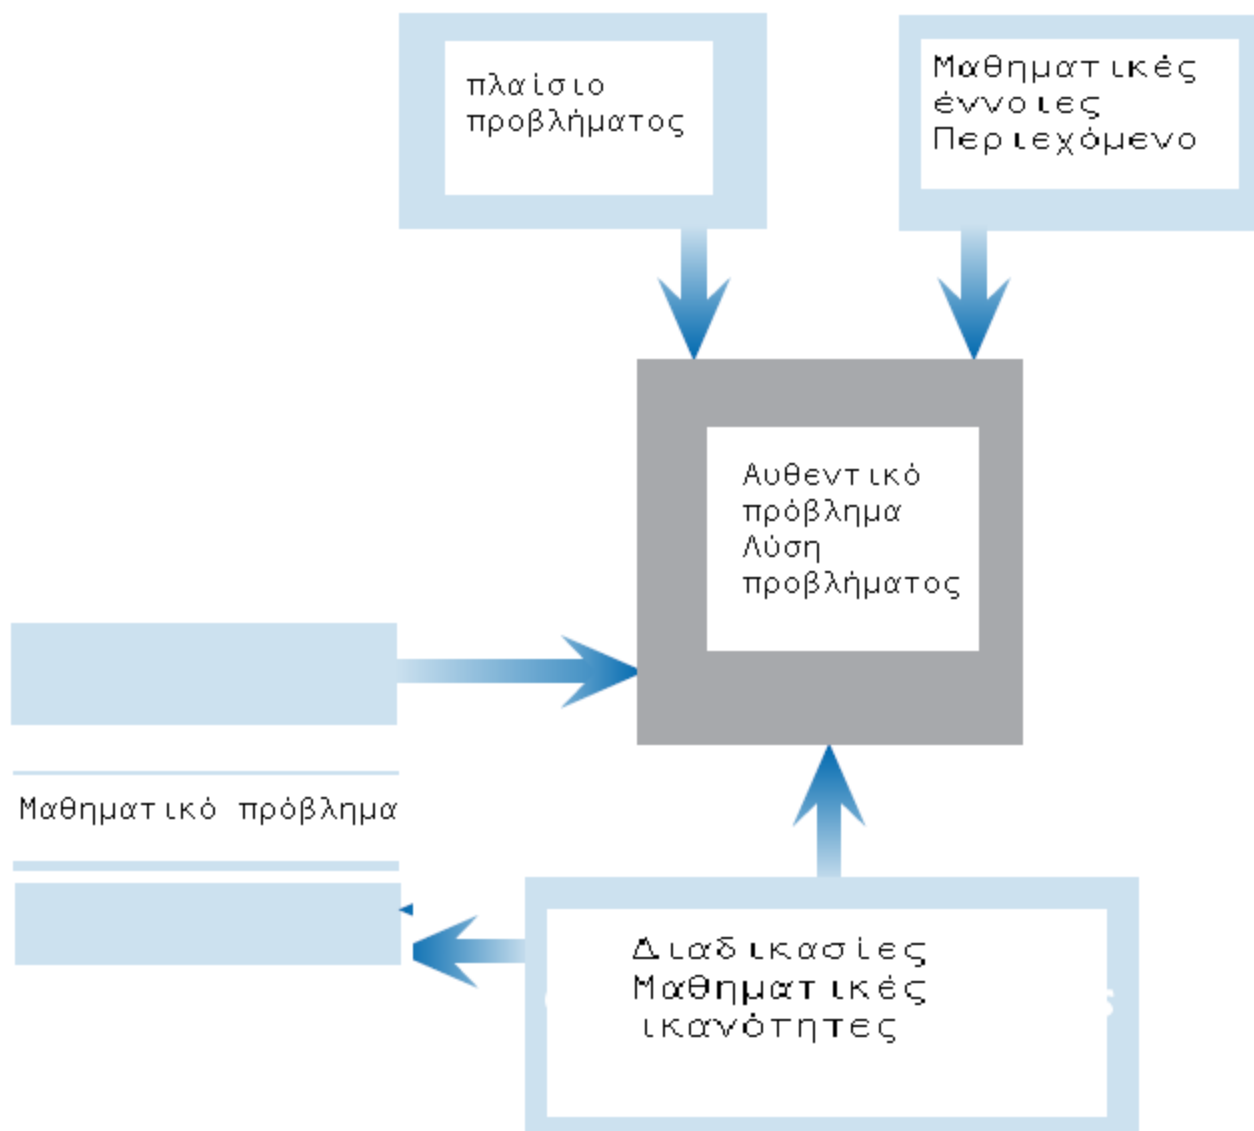 πλαίσιο
προβλήματος
Μαθηματικές
έννοιες
Περιεχόμενο
Αυθεντικό
πρόβλημα
Λύση
προβλήματος
Μαθηματικό πρόβλημα
Διαδικασίες
Μαθηματικές
ικανότητες